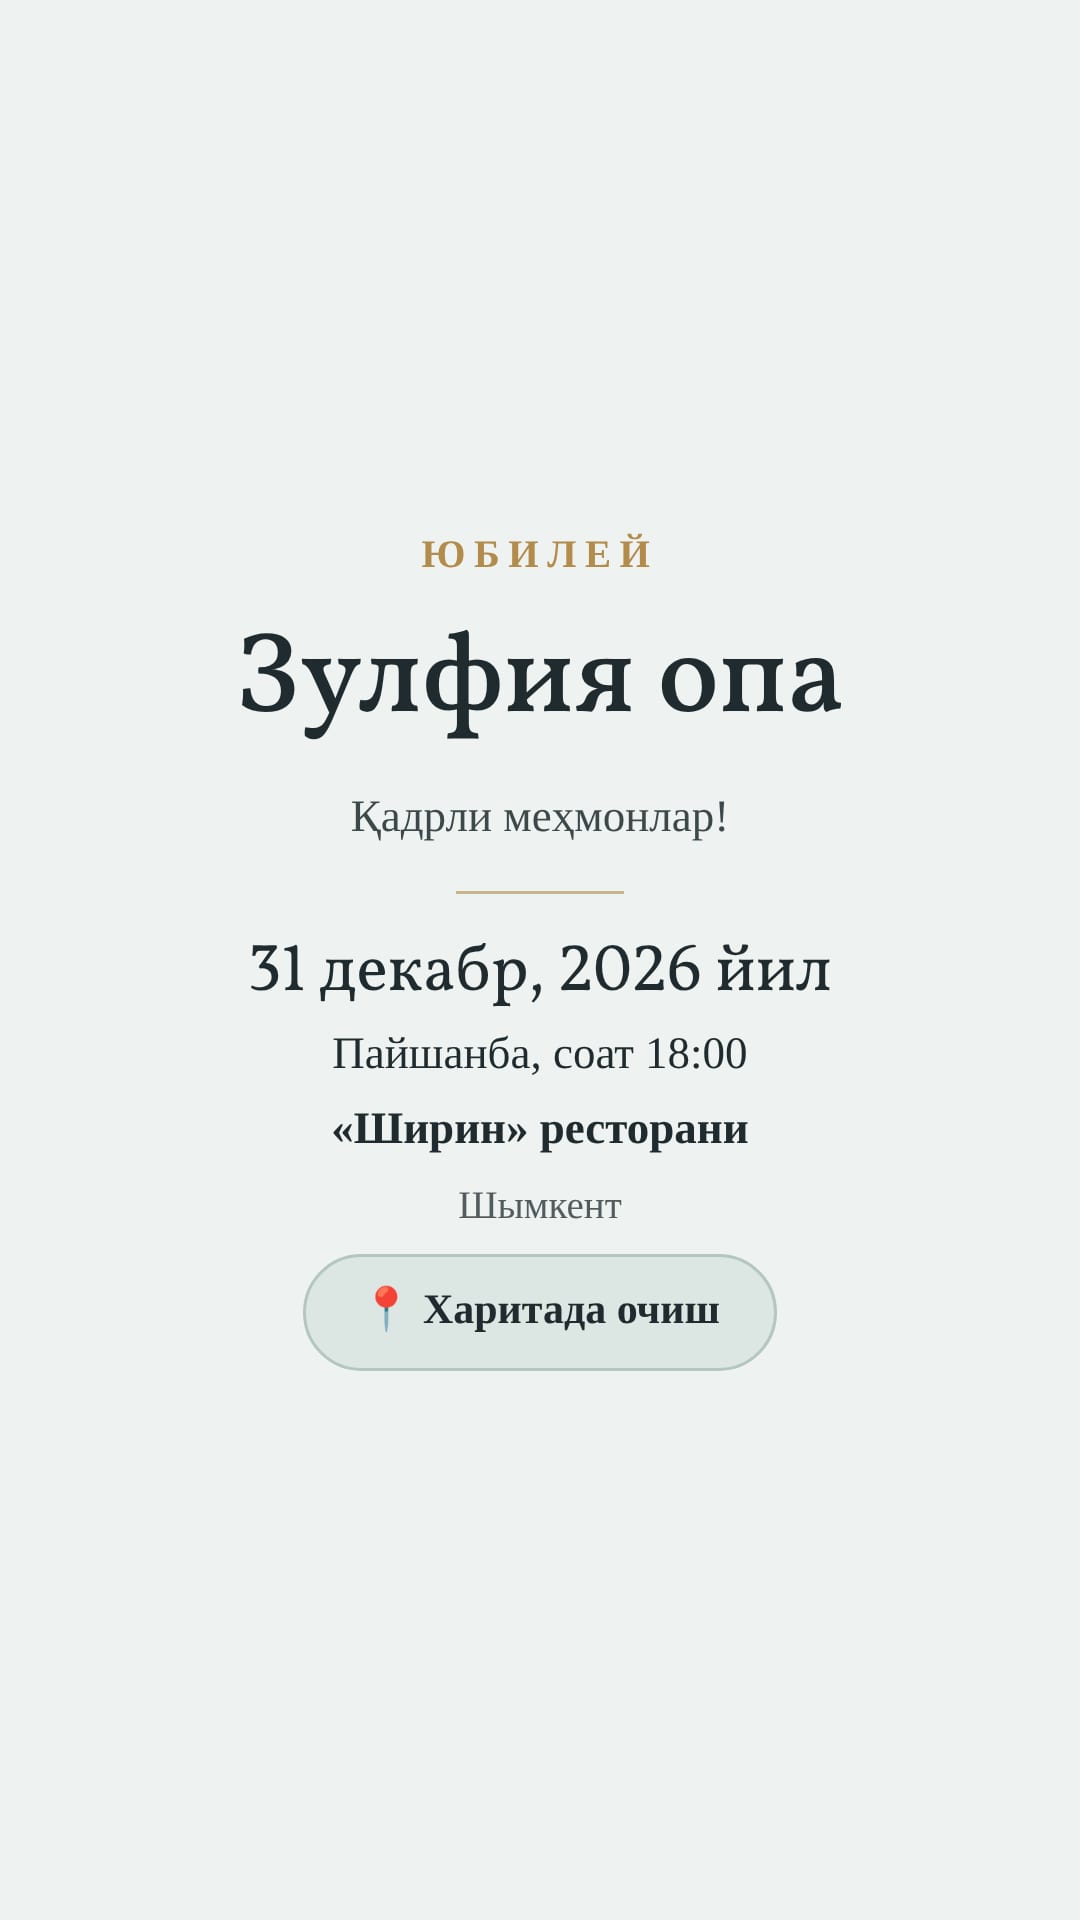 ЮБИЛЕЙ
Зулфия опа
Қадрли меҳмонлар!
31 декабр, 2026 йил
Пайшанба, соат 18:00
«Ширин» ресторани
Шымкент
📍 Харитада очиш